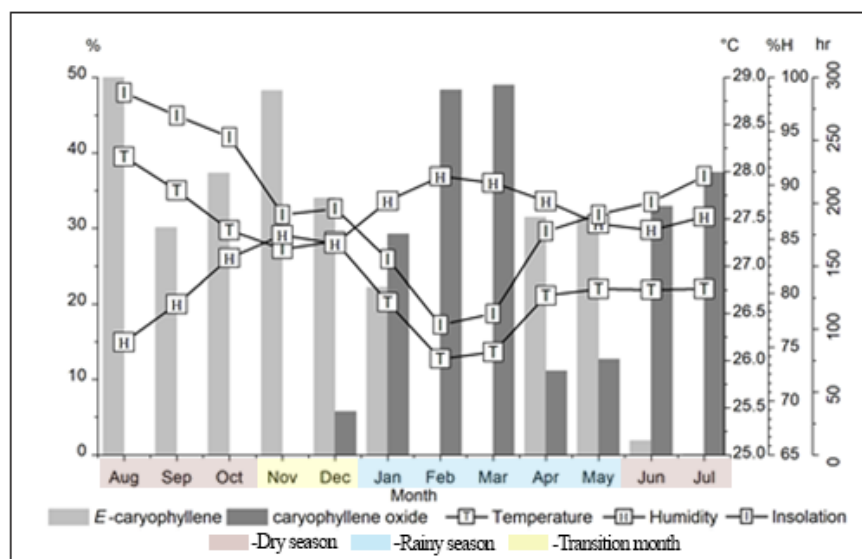 % °C %H hr
50 29.0 100 300
28.5
95 250
40 28.0
90
30 27.5 200
85
27.0 150
20 80
26.5
75 100
26.0
10
25.5 70 50
0 25.0 65 0
Aug Sep Oct Nov Dec Jan Feb Mar Apr May Jun Jul
Month
E-caryophyllene caryophyllene oxide T Temperature H Humidity I Insolation
-Dry season -Rainy season -Transition month